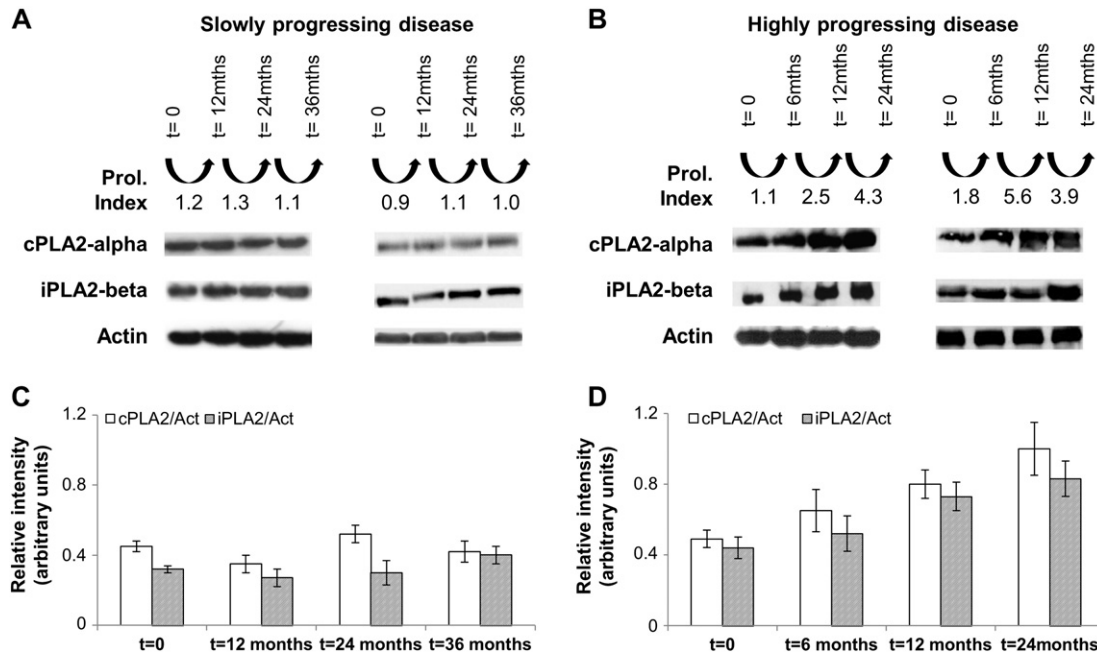 A Slowly progressing disease
t= 0 t= 12mths t= 24mths t= 36mths t= 0 t= 12mths t= 24mths t= 36mths
Prol.
Index 1.2 1.3 1.1 0.9 1.1 1.0
cPLA2-alpha
iPLA2-beta
Actin
B Highly progressing disease
t= 0 t= 6mths t= 12mths t= 24mths t= 0 t= 6mths t= 12mths t= 24mths
Prol.
Index 1.1 2.5 4.3 1.8 5.6 3.9
cPLA2-alpha
iPLA2-beta
Actin
C
Relative intensity
(arbitrary units)
1.2
0.8
0.4
0
cPLA2/Act iPLA2/Act
t=0 t=12 months t=24 months t=36 months
D
Relative intensity
(arbitrary units)
1.2
0.8
0.4
0
cPLA2/Act iPLA2/Act
t=0 t=6 months t=12 months t=24months